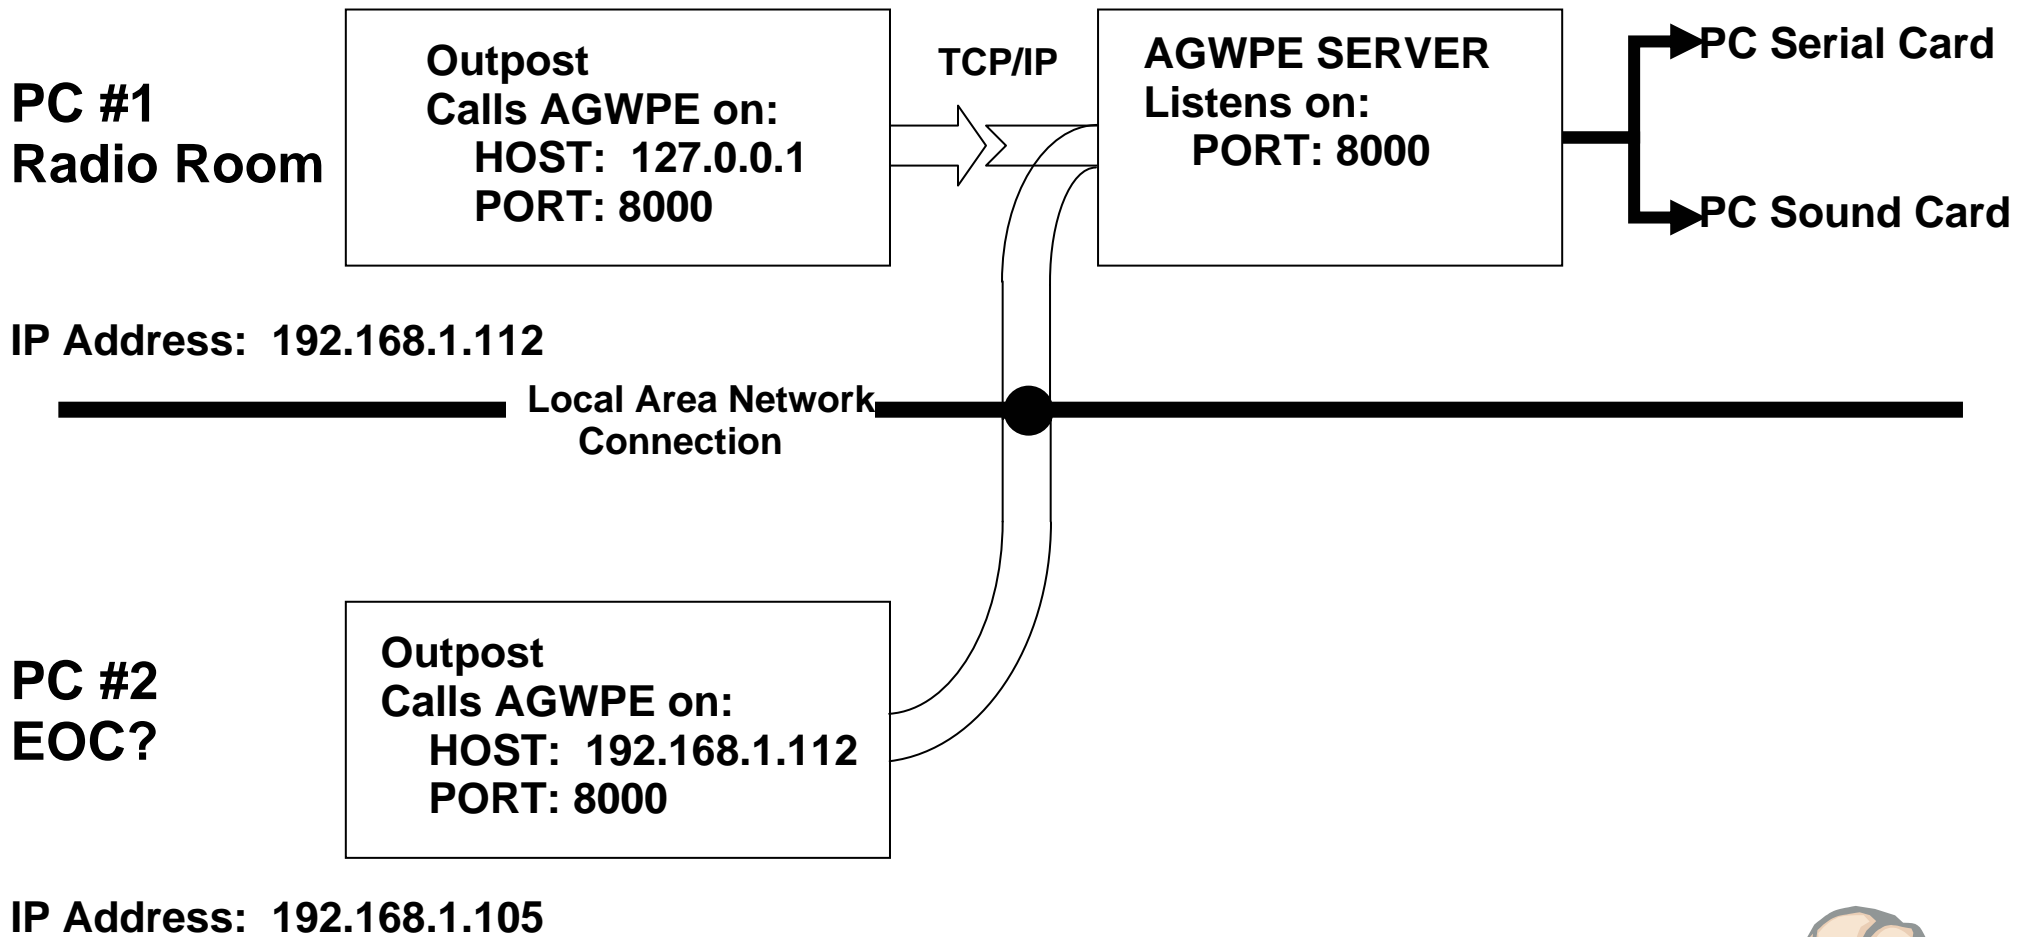 PC #1
Radio Room
Outpost
Calls AGWPE on:
HOST: 127.0.0.1
PORT: 8000
TCP/IP
AGWPE SERVER
Listens on:
PORT: 8000
PC Serial Card
PC Sound Card
IP Address: 192.168.1.112
Local Area Network
Connection
PC #2
EOC?
Outpost
Calls AGWPE on:
HOST: 192.168.1.112
PORT: 8000
IP Address: 192.168.1.105